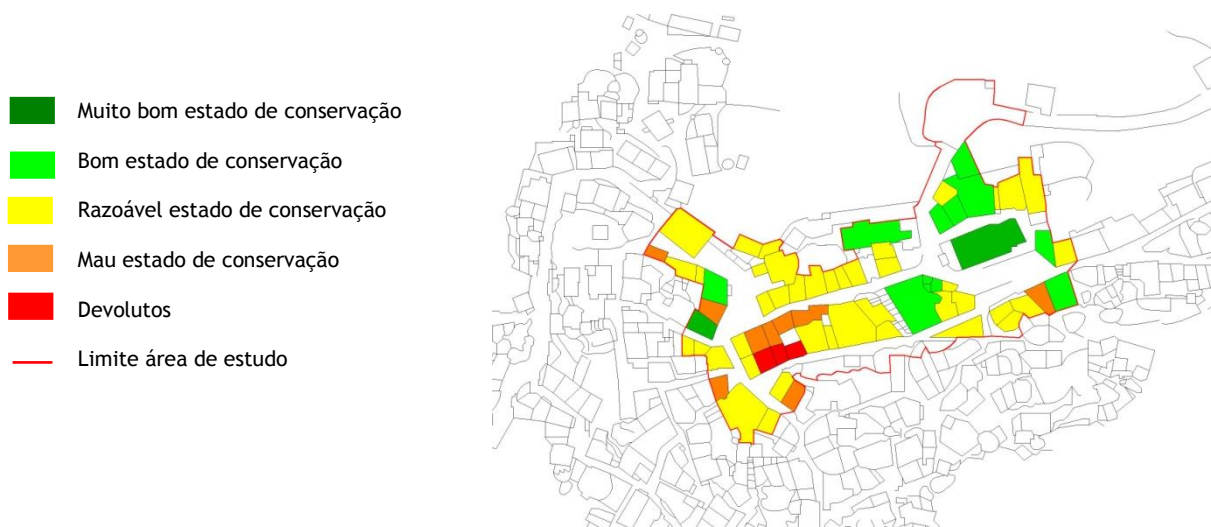 Muito bom estado de conservação
Bom estado de conservação
Razoável estado de conservação
Mau estado de conservação
Devolutos
Limite área de estudo